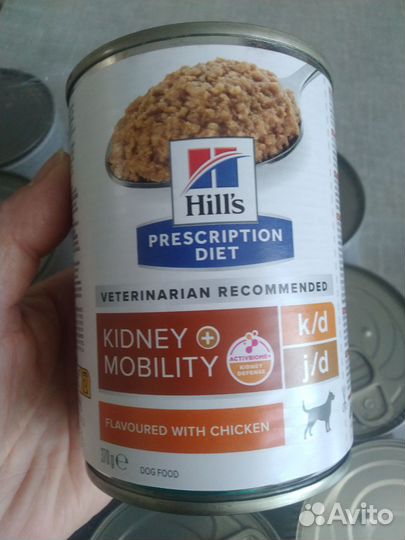 Hill's
PRESCRIPTION
DIET
VETERINARIAN RECOMMENDED
KIDNEY +
MOBILITY
ACTIVBIOME+
KIDNEY DEFENSE
k/d
j/d
FLAVOURED WITH CHICKEN
370g ℮
DOG FOOD
Avito